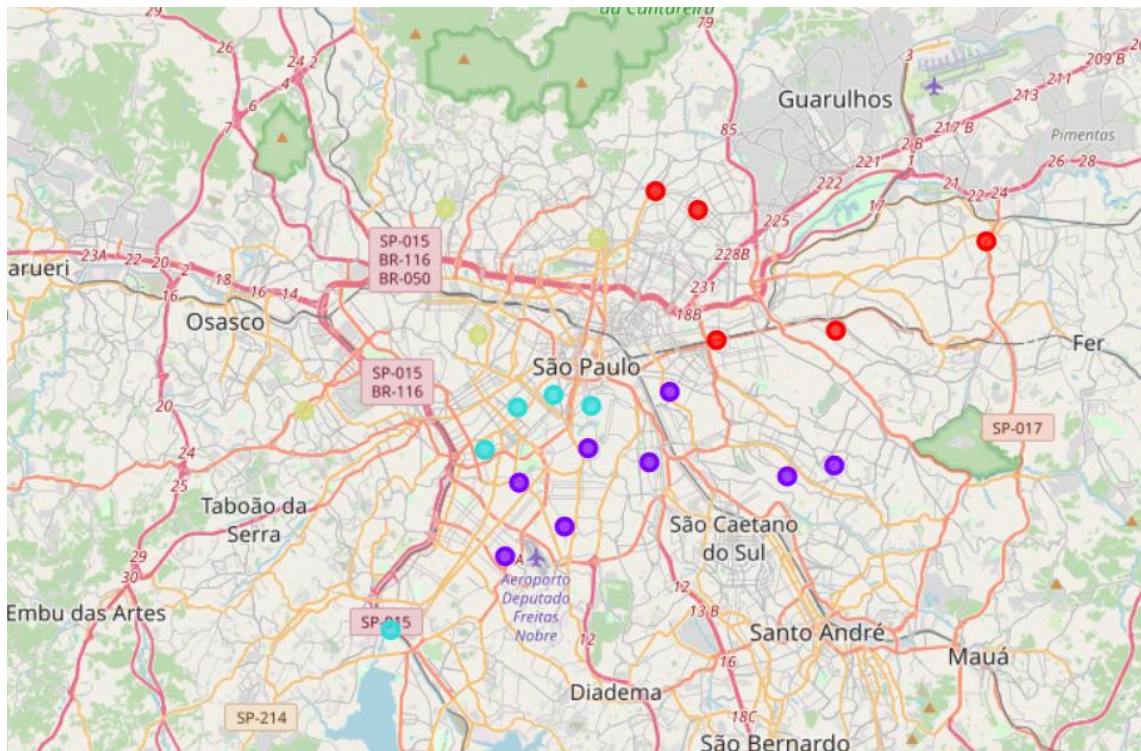 da Cantareira
79
29
26
24
2
4
6
7
85
3
209 B
211
213
217 B
Guarulhos
Pimentas
2 B
1
221
222
21
22
24
26
28
17
225
228B
231
18B
SP-015
BR-116
BR-050
23A
22
20
2
18
16
14
16
arueri
Osasco
São Paulo
Fer
SP-015
BR-116
20
SP-017
24
25
Taboão da
Serra
São Caetano
do Sul
29
30
A
Aeroporto
Deputado
Freitas
Nobre
Embu das Artes
12
13 B
12
Santo André
Mauá
16
Diadema
SP-214
18C
São Bernardo